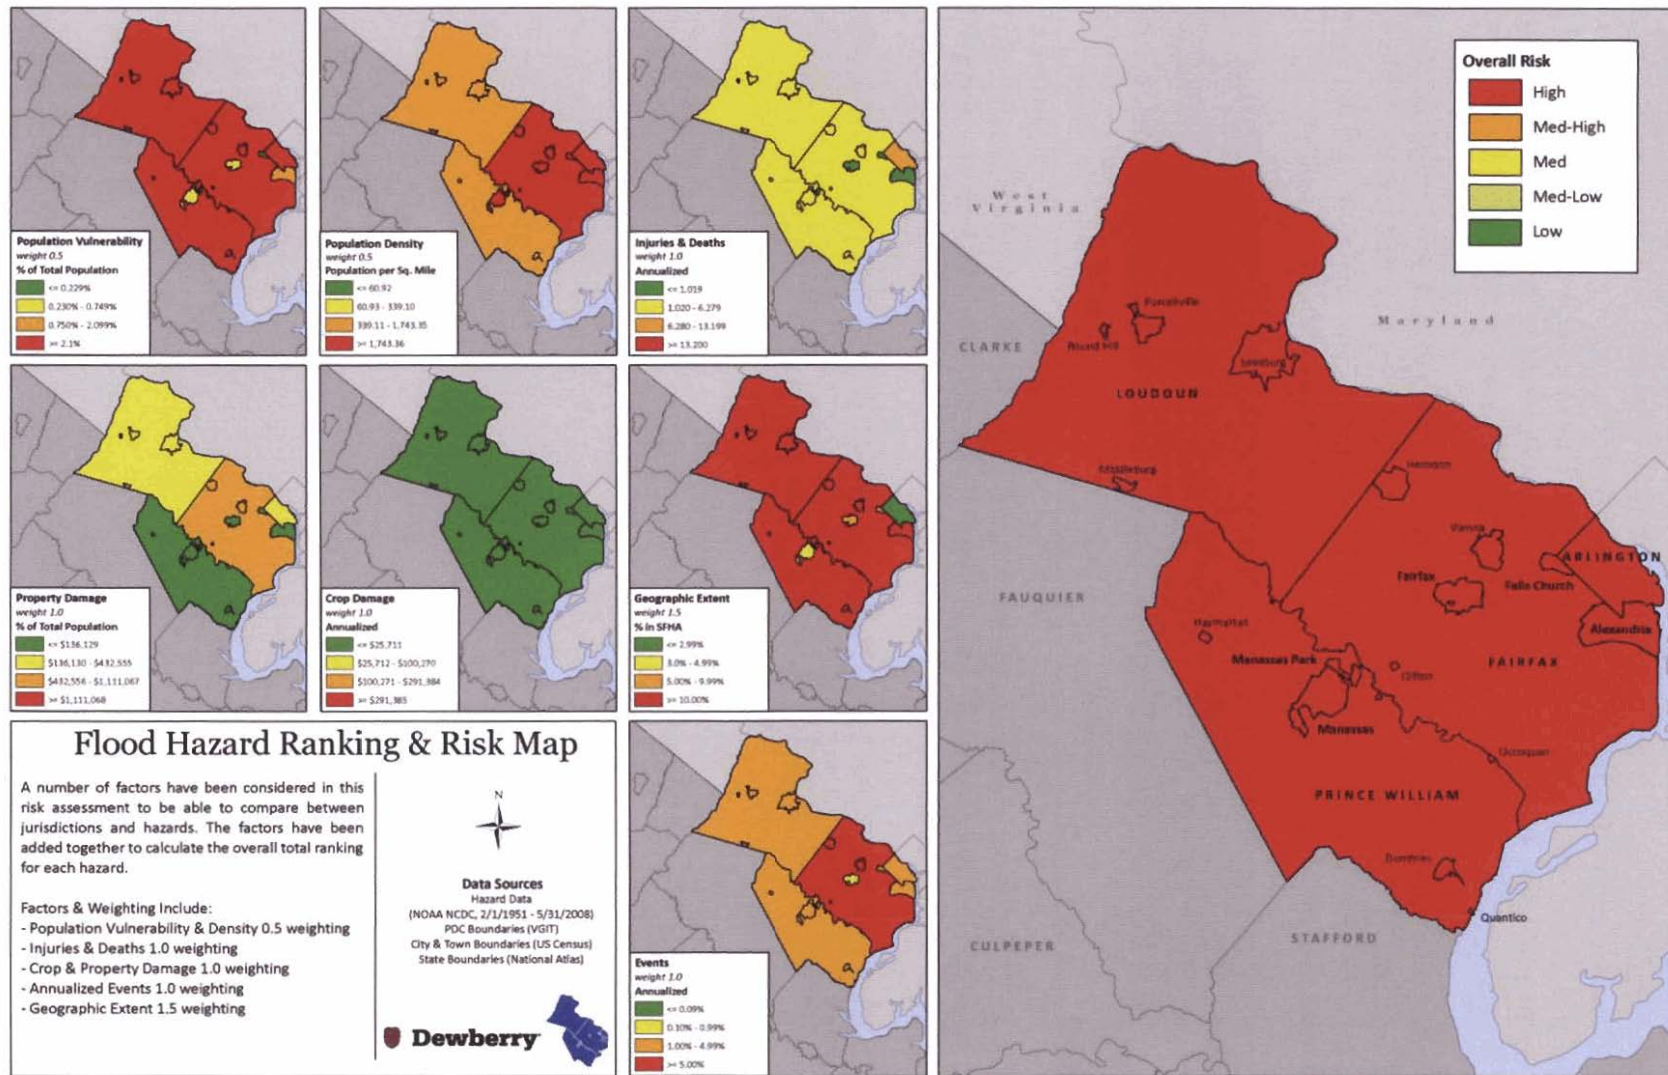 Population Vulnerability
weight 0.5
% of Total Population
<= 0.229%
0.230% - 0.749%
0.750% - 2.099%
>= 2.1%
Population Density
weight 0.5
Population per Sq. Mile
<= 60.92
60.93 - 339.10
339.11 - 1,743.35
>= 1,743.36
Injuries & Deaths
weight 1.0
Annualized
<= 1.019
1.020 - 6.279
6.280 - 13.199
>= 13.200
Property Damage
weight 1.0
% of Total Population
<= $136,129
$136,130 - $432,555
$432,556 - $1,111,067
>= $1,111,068
Crop Damage
weight 1.0
Annualized
<= $25,711
$25,712 - $100,270
$100,271 - $291,384
>= $291,385
Geographic Extent
weight 1.5
% in SFHA
<= 2.99%
3.0% - 4.99%
5.00% - 9.99%
>= 10.00%
Flood Hazard Ranking & Risk Map
A number of factors have been considered in this
risk assessment to be able to compare between
jurisdictions and hazards. The factors have been
added together to calculate the overall total ranking
for each hazard.
Factors & Weighting Include:
- Population Vulnerability & Density 0.5 weighting
- Injuries & Deaths 1.0 weighting
- Crop & Property Damage 1.0 weighting
- Annualized Events 1.0 weighting
- Geographic Extent 1.5 weighting
N
Data Sources
Hazard Data
(NOAA NCDC, 2/1/1951 - 5/31/2008)
PDC Boundaries (VGIT)
City & Town Boundaries (US Census)
State Boundaries (National Atlas)
Dewberry
Events
weight 1.0
Annualized
<= 0.09%
0.10% - 0.99%
1.00% - 4.99%
>= 5.00%
Overall Risk
High
Med-High
Med
Med-Low
Low
West
Virginia
Maryland
CLARKE
Purcellville
Round Hill
Leesburg
LOUDOUN
Middleburg
Herndon
Vienna
ARLINGTON
Fairfax
Falls Church
FAUQUIER
Haymarket
Alexandria
Manassas Park
Clifton
FAIRFAX
Manassas
Occoquan
PRINCE WILLIAM
Dumfries
Quantico
CULPEPER
STAFFORD